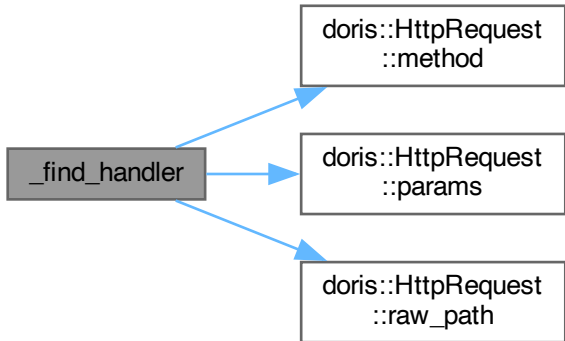 doris::HttpRequest
::method
_find_handler
doris::HttpRequest
::params
doris::HttpRequest
::raw_path